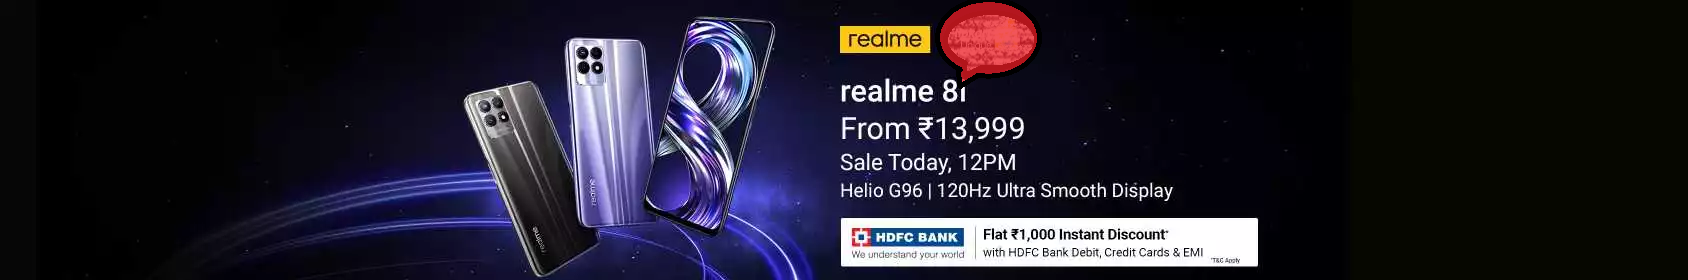 realme
realme 8i
From ₹13,999
Sale Today, 12PM
Helio G96 | 120Hz Ultra Smooth Display
HDFC BANK
We understand your world
Flat ₹1,000 Instant Discount*
with HDFC Bank Debit, Credit Cards & EMI
*T&C Apply
realme
realme